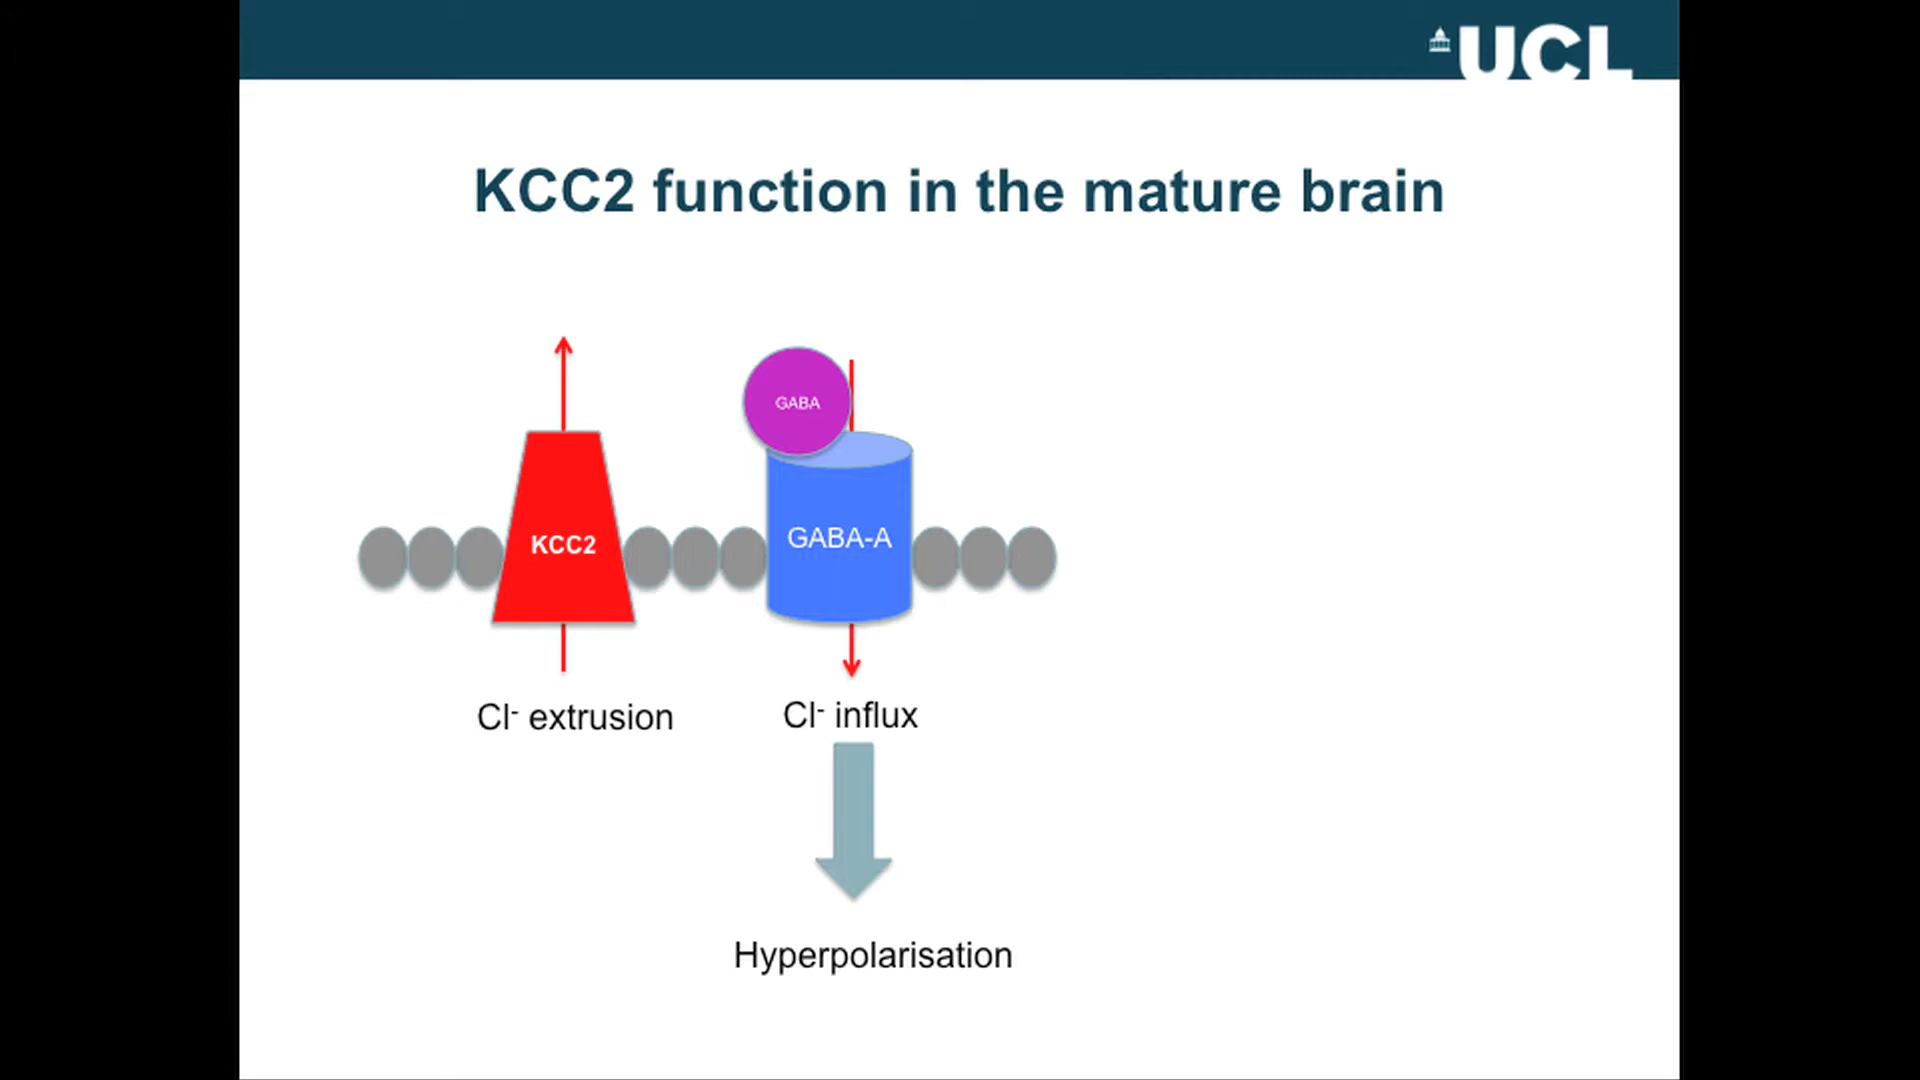 UCL
KCC2 function in the mature brain
GABA
KCC2
GABA-A
Cl- extrusion
Cl- influx
Hyperpolarisation